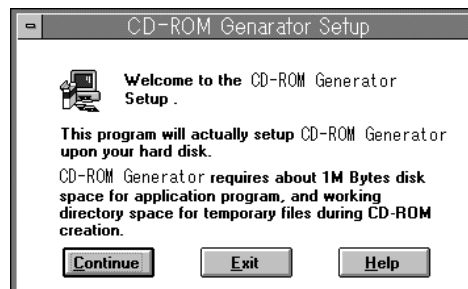 CD-ROM Genarator Setup
Welcome to the CD-ROM Generator
Setup .
This program will actually setup CD-ROM Generator
upon your hard disk.
CD-ROM Generator requires about 1M Bytes disk
space for application program, and working
directory space for temporary files during CD-ROM
creation.
Continue Exit Help